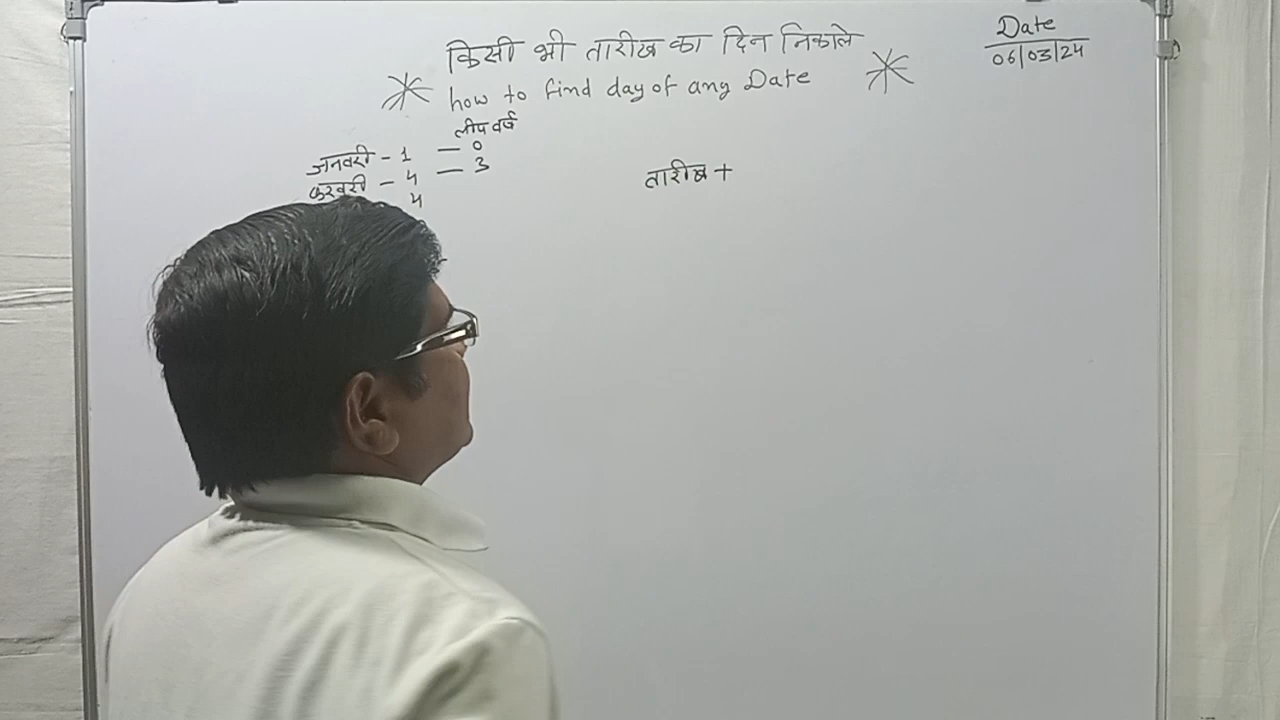 किसी भी तारीख का दिन निकाले
how to find day of any Date
Date
06/03/24
लीप वर्ष
जनवरी - 1 — 0
फरवरी - 4 — 3
4
तारीख +